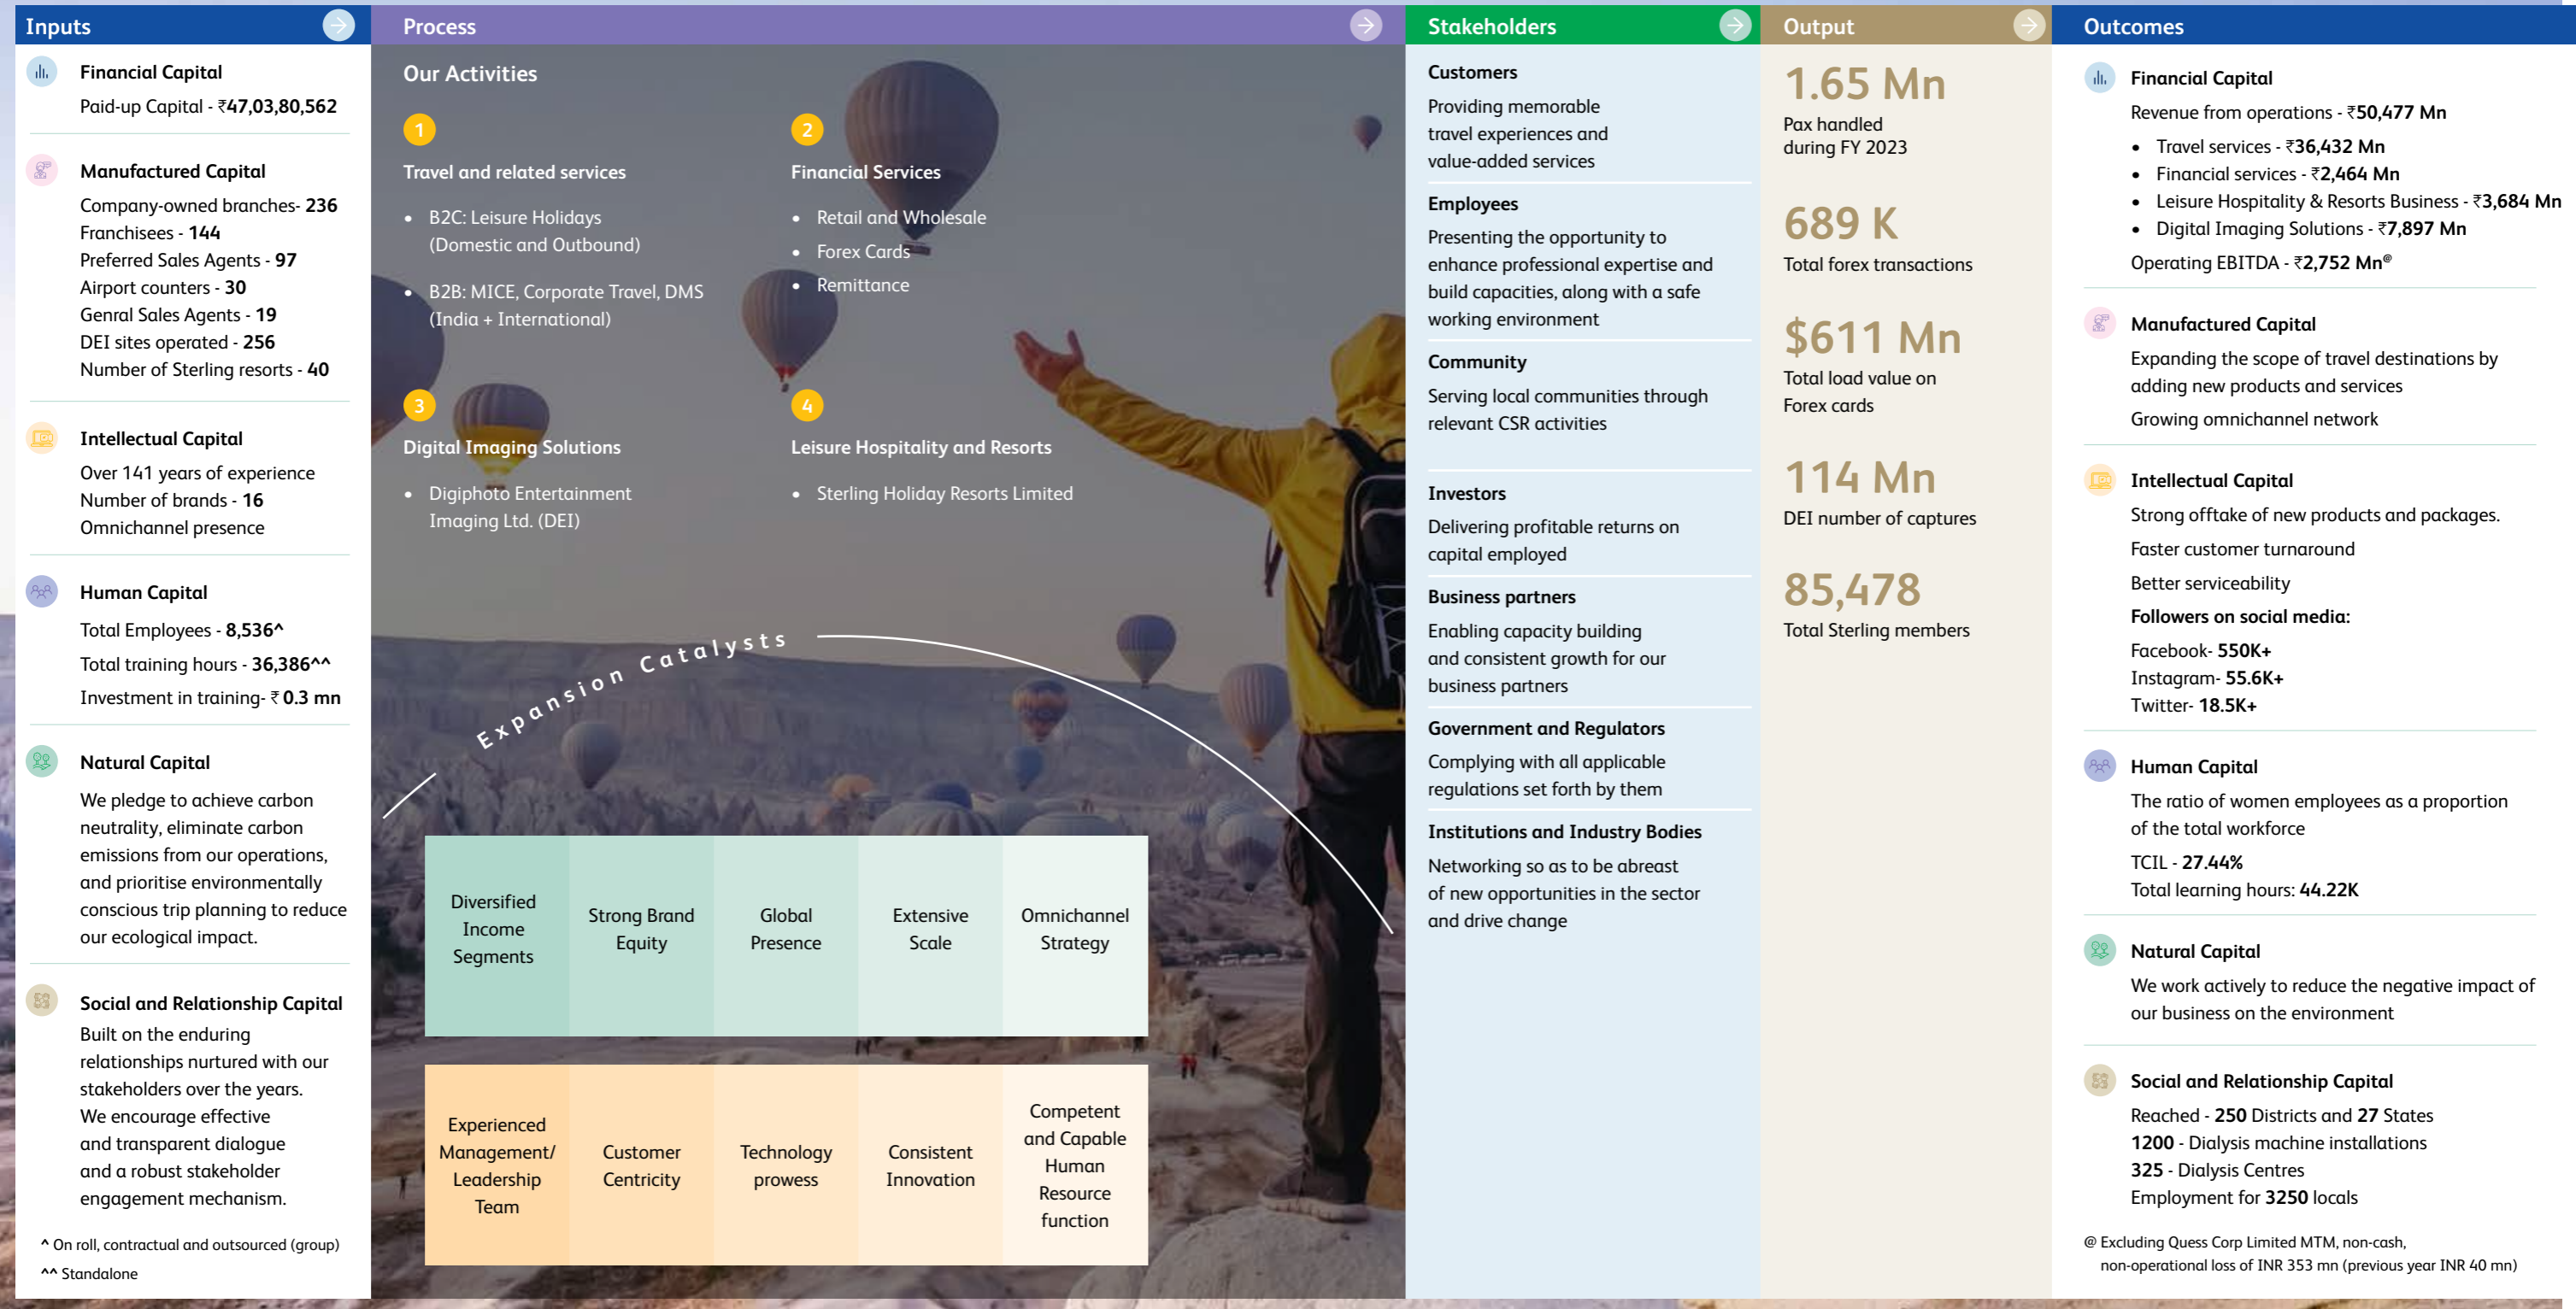 Inputs
Financial Capital
Paid-up Capital - ₹47,03,80,562
Manufactured Capital
Company-owned branches- 236
Franchisees - 144
Preferred Sales Agents - 97
Airport counters - 30
Genral Sales Agents - 19
DEI sites operated - 256
Number of Sterling resorts - 40
Intellectual Capital
Over 141 years of experience
Number of brands - 16
Omnichannel presence
Human Capital
Total Employees - 8,536^
Total training hours - 36,386^^
Investment in training- ₹ 0.3 mn
Natural Capital
We pledge to achieve carbon
neutrality, eliminate carbon
emissions from our operations,
and prioritise environmentally
conscious trip planning to reduce
our ecological impact.
Social and Relationship Capital
Built on the enduring
relationships nurtured with our
stakeholders over the years.
We encourage effective
and transparent dialogue
and a robust stakeholder
engagement mechanism.
^ On roll, contractual and outsourced (group)
^^ Standalone
Process
Our Activities
1
Travel and related services
• B2C: Leisure Holidays
(Domestic and Outbound)
• B2B: MICE, Corporate Travel, DMS
(India + International)
2
Financial Services
• Retail and Wholesale
• Forex Cards
• Remittance
3
Digital Imaging Solutions
• Digiphoto Entertainment
Imaging Ltd. (DEI)
4
Leisure Hospitality and Resorts
• Sterling Holiday Resorts Limited
Expansion Catalysts
Diversified
Income
Segments
Strong Brand
Equity
Global
Presence
Extensive
Scale
Omnichannel
Strategy
Experienced
Management/
Leadership
Team
Customer
Centricity
Technology
prowess
Consistent
Innovation
Competent
and Capable
Human
Resource
function
Stakeholders
Customers
Providing memorable
travel experiences and
value-added services
Employees
Presenting the opportunity to
enhance professional expertise and
build capacities, along with a safe
working environment
Community
Serving local communities through
relevant CSR activities
Investors
Delivering profitable returns on
capital employed
Business partners
Enabling capacity building
and consistent growth for our
business partners
Government and Regulators
Complying with all applicable
regulations set forth by them
Institutions and Industry Bodies
Networking so as to be abreast
of new opportunities in the sector
and drive change
Output
1.65 Mn
Pax handled
during FY 2023
689 K
Total forex transactions
$611 Mn
Total load value on
Forex cards
114 Mn
DEI number of captures
85,478
Total Sterling members
Outcomes
Financial Capital
Revenue from operations - ₹50,477 Mn
• Travel services - ₹36,432 Mn
• Financial services - ₹2,464 Mn
• Leisure Hospitality & Resorts Business - ₹3,684 Mn
• Digital Imaging Solutions - ₹7,897 Mn
Operating EBITDA - ₹2,752 Mn@
Manufactured Capital
Expanding the scope of travel destinations by
adding new products and services
Growing omnichannel network
Intellectual Capital
Strong offtake of new products and packages.
Faster customer turnaround
Better serviceability
Followers on social media:
Facebook- 550K+
Instagram- 55.6K+
Twitter- 18.5K+
Human Capital
The ratio of women employees as a proportion
of the total workforce
TCIL - 27.44%
Total learning hours: 44.22K
Natural Capital
We work actively to reduce the negative impact of
our business on the environment
Social and Relationship Capital
Reached - 250 Districts and 27 States
1200 - Dialysis machine installations
325 - Dialysis Centres
Employment for 3250 locals
@ Excluding Quess Corp Limited MTM, non-cash,
non-operational loss of INR 353 mn (previous year INR 40 mn)